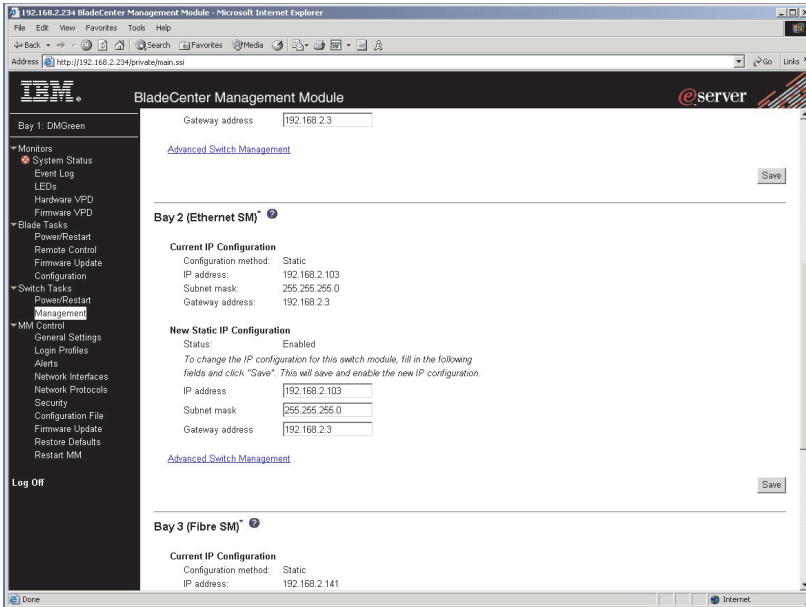 192.168.2.234 BladeCenter Management Module - Microsoft Internet Explorer
File Edit View Favorites Tools Help
Back Search Favorites Media
Address http://192.168.2.234/private/main.ssi Go Links
IBM. BladeCenter Management Module eserver
Bay 1: DMGreen
Monitors
System Status
Event Log
LEDs
Hardware VPD
Firmware VPD
Blade Tasks
Power/Restart
Remote Control
Firmware Update
Configuration
Switch Tasks
Power/Restart
Management
MM Control
General Settings
Login Profiles
Alerts
Network Interfaces
Network Protocols
Security
Configuration File
Firmware Update
Restore Defaults
Restart MM
Log Off
Gateway address 192.168.2.3
Advanced Switch Management
Save
Bay 2 (Ethernet SM)* ?
Current IP Configuration
Configuration method: Static
IP address: 192.168.2.103
Subnet mask: 255.255.255.0
Gateway address: 192.168.2.3
New Static IP Configuration
Status: Enabled
To change the IP configuration for this switch module, fill in the following
fields and click "Save". This will save and enable the new IP configuration.
IP address 192.168.2.103
Subnet mask 255.255.255.0
Gateway address 192.168.2.3
Advanced Switch Management
Save
Bay 3 (Fibre SM)* ?
Current IP Configuration
Configuration method: Static
IP address: 192.168.2.141
Done Internet